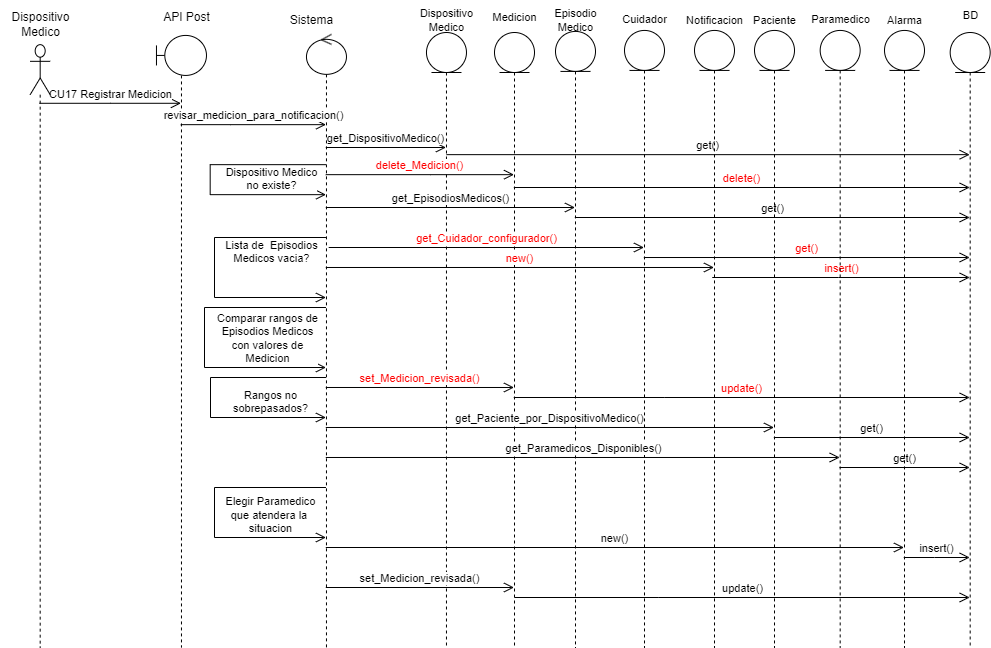 Dispositivo
Medico
API Post
Sistema
Dispositivo
Medico
Medicion
Episodio
Medico
Cuidador
Notificacion
Paciente
Paramedico
Alarma
BD
CU17 Registrar Medicion
revisar_medicion_para_notificacion()
get_DispositivoMedico()
get()
Dispositivo Medico
no existe?
delete_Medicion()
delete()
get_EpisodiosMedicos()
get()
Lista de Episodios
Medicos vacia?
get_Cuidador_configurador()
get()
new()
insert()
Comparar rangos de
Episodios Medicos
con valores de
Medicion
set_Medicion_revisada()
update()
Rangos no
sobrepasados?
get_Paciente_por_DispositivoMedico()
get()
get_Paramedicos_Disponibles()
get()
Elegir Paramedico
que atendera la
situacion
new()
insert()
set_Medicion_revisada()
update()